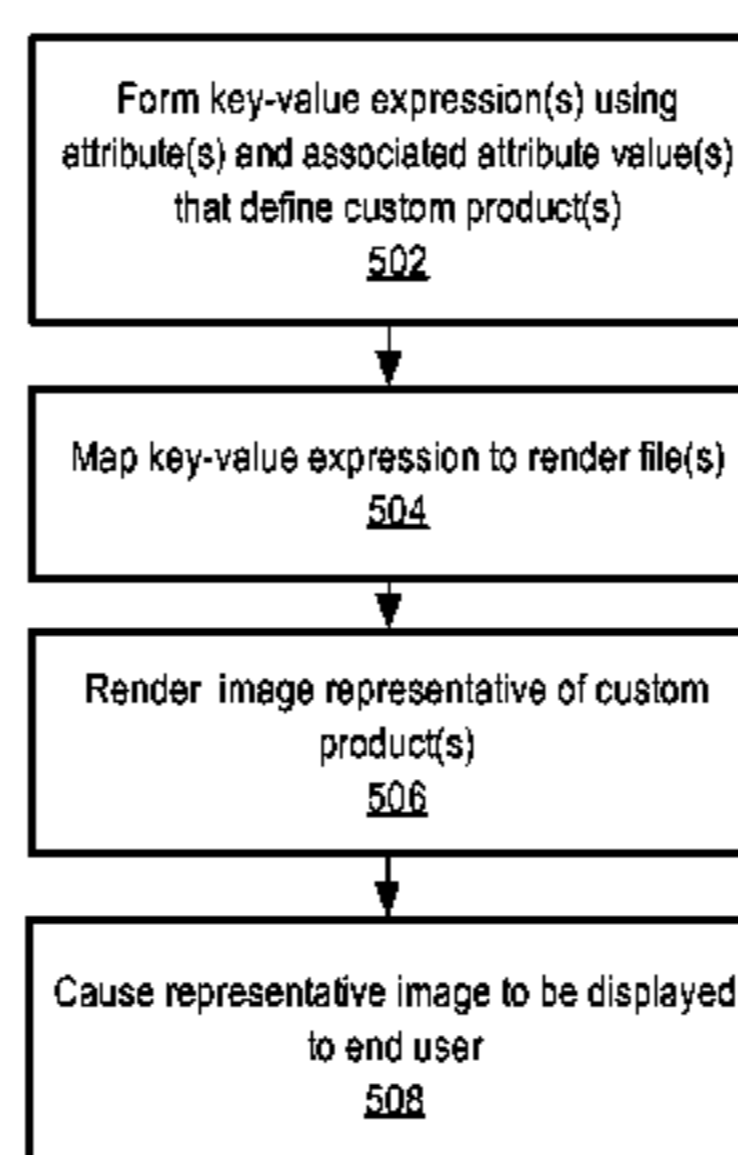 Form key-value expression(s) using
attribute(s) and associated attribute value(s)
that define custom product(s)
502
Map key-value expression to render file(s)
504
Render image representative of custom
product(s)
506
Cause representative image to be displayed
to end user
508